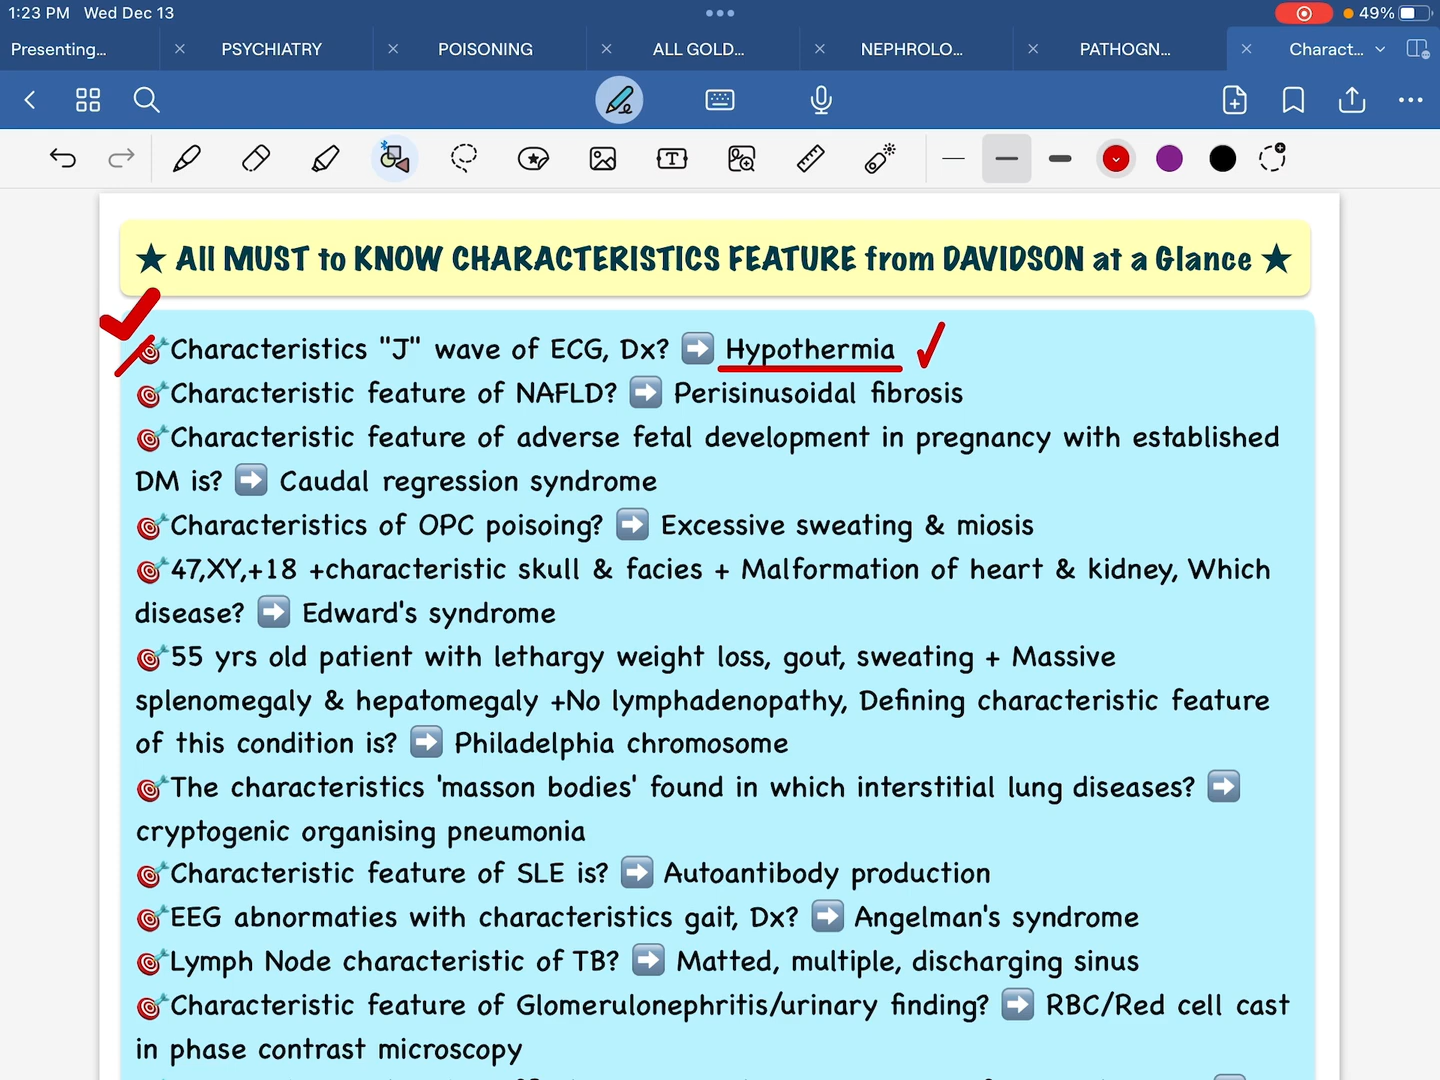 1:23 PM Wed Dec 13
49%
Presenting...
PSYCHIATRY
POISONING
ALL GOLD...
NEPHROLO...
PATHOGN...
Charact...
★ All MUST to KNOW CHARACTERISTICS FEATURE from DAVIDSON at a Glance ★
🎯Characteristics "J" wave of ECG, Dx? ➡️ Hypothermia
🎯Characteristic feature of NAFLD? ➡️ Perisinusoidal fibrosis
🎯Characteristic feature of adverse fetal development in pregnancy with established
DM is? ➡️ Caudal regression syndrome
🎯Characteristics of OPC poisoing? ➡️ Excessive sweating & miosis
🎯47,XY,+18 +characteristic skull & facies + Malformation of heart & kidney, Which
disease? ➡️ Edward's syndrome
🎯55 yrs old patient with lethargy weight loss, gout, sweating + Massive
splenomegaly & hepatomegaly +No lymphadenopathy, Defining characteristic feature
of this condition is? ➡️ Philadelphia chromosome
🎯The characteristics 'masson bodies' found in which interstitial lung diseases? ➡️
cryptogenic organising pneumonia
🎯Characteristic feature of SLE is? ➡️ Autoantibody production
🎯EEG abnormaties with characteristics gait, Dx? ➡️ Angelman's syndrome
🎯Lymph Node characteristic of TB? ➡️ Matted, multiple, discharging sinus
🎯Characteristic feature of Glomerulonephritis/urinary finding? ➡️ RBC/Red cell cast
in phase contrast microscopy